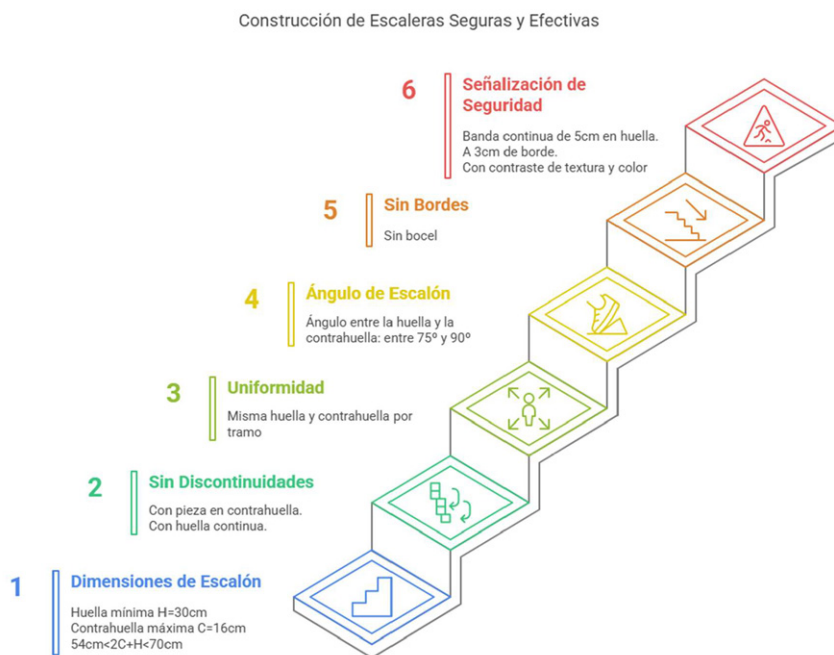 Construcción de Escaleras Seguras y Efectivas
6
Señalización de
Seguridad
Banda continua de 5cm en huella.
A 3cm de borde.
Con contraste de textura y color
5
Sin Bordes
Sin bocel
4
Ángulo de Escalón
Ángulo entre la huella y la
contrahuella: entre 75º y 90º
3
Uniformidad
Misma huella y contrahuella por
tramo
2
Sin Discontinuidades
Con pieza en contrahuella.
Con huella continua.
1
Dimensiones de Escalón
Huella mínima H=30cm
Contrahuella máxima C=16cm
54cm<2C+H<70cm